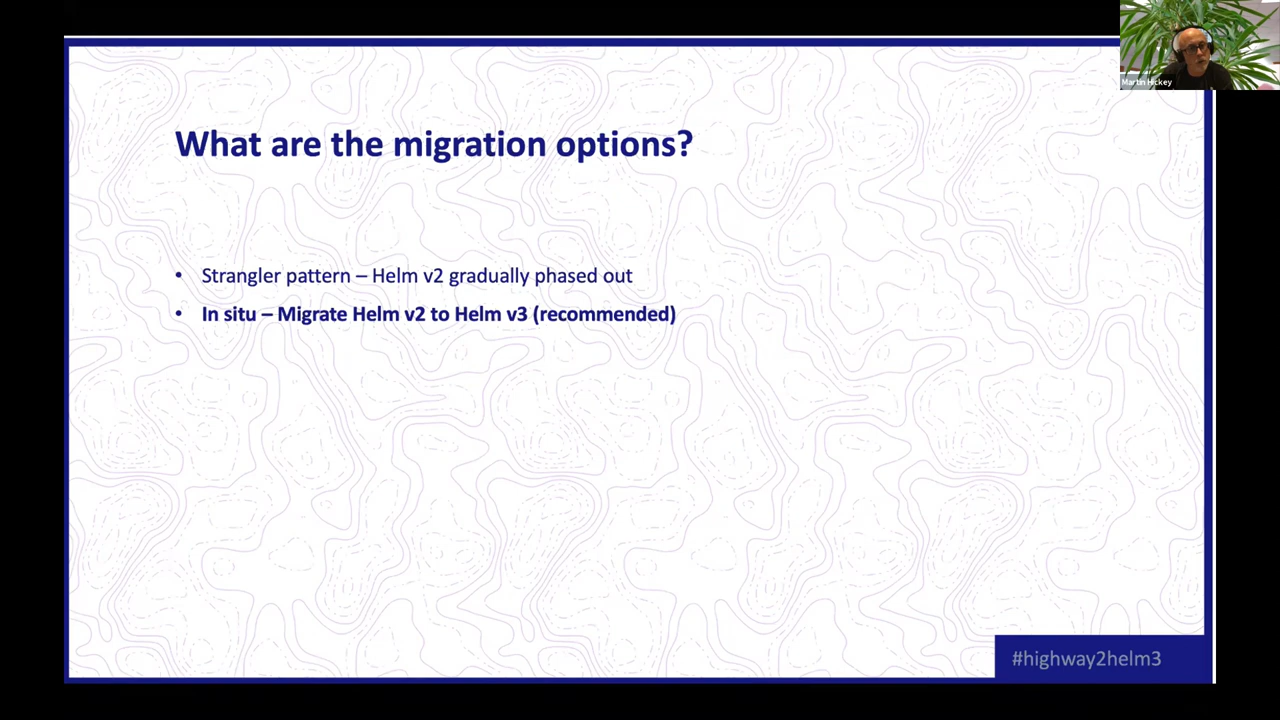 Martin Hickey
What are the migration options?
• Strangler pattern – Helm v2 gradually phased out
• In situ – Migrate Helm v2 to Helm v3 (recommended)
#highway2helm3